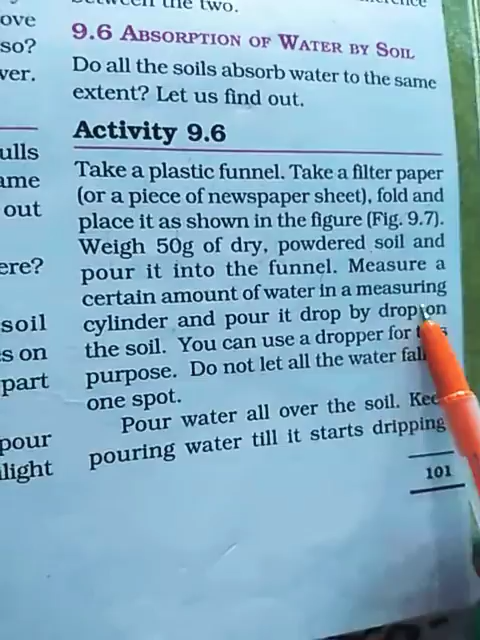 between the two.
9.6 ABSORPTION OF WATER BY SOIL
Do all the soils absorb water to the same
extent? Let us find out.
Activity 9.6
Take a plastic funnel. Take a filter paper
(or a piece of newspaper sheet), fold and
place it as shown in the figure (Fig. 9.7).
Weigh 50g of dry, powdered soil and
pour it into the funnel. Measure a
certain amount of water in a measuring
cylinder and pour it drop by drop on
the soil. You can use a dropper for
purpose. Do not let all the water
one spot.
Pour water all over the soil.
pouring water till it starts dripping
101
ove
so?
ver.
ulls
ame
out
ere?
soil
s on
part
pour
light